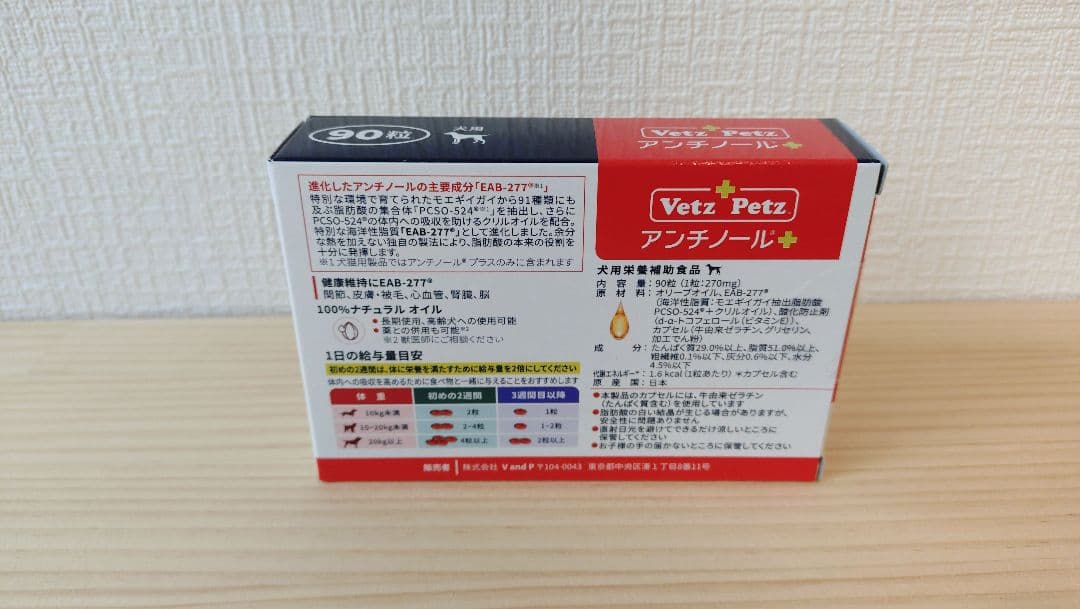 90粒
犬用
Vetz Petz
アンチノール
進化したアンチノールの主要成分「EAB-277®※1」
特別な環境で育てられたモエギイガイから91種類にも
及ぶ脂肪酸の集合体「PCSO-524®※1」を抽出し、さらに
PCSO-524®の体内への吸収を助けるクリルオイルを配合。
特別な海洋性脂質「EAB-277®」として進化しました。余分
な熱を加えない独自の製法により、脂肪酸の本来の役割を
十分に発揮します。
※1 犬猫用製品ではアンチノール® プラスのみに含まれます
健康維持にEAB-277®
関節、皮膚・被毛、心血管、腎臓、脳
100%ナチュラル オイル
● 長期使用、高齢犬への使用可能
● 薬との併用も可能※2
※2 獣医師にご相談ください
1日の給与量目安
初めの2週間は、体に栄養を満たすために給与量を2倍にしてください
体内への吸収を高めるために食べ物と一緒に与えることをおすすめします
体 重 初めの2週間 3週間目以降
10kg未満 2粒 1粒
10~20kg未満 2~4粒 1~2粒
20kg以上 4粒以上 2粒以上
Vetz Petz
アンチノール®
犬用栄養補助食品
内 容 量:90粒(1粒:270mg)
原 材 料:オリーブオイル、EAB-277®
(海洋性脂質:モエギイガイ抽出脂肪酸
PCSO-524®+クリルオイル)、酸化防止剤
(d-α-トコフェロール(ビタミンE))、
カプセル(牛由来ゼラチン、グリセリン、
加工でん粉)
成 分:たんぱく質29.0%以上、脂質51.0%以上、
粗繊維0.1%以下、灰分0.6%以下、水分
4.5%以下
代謝エネルギー*:1.6 kcal(1粒あたり) *カプセル含む
原 産 国:日本
●本製品のカプセルには、牛由来ゼラチン
(たんぱく質含む)を使用しています
●脂肪酸の白い結晶が生じる場合がありますが、
安全性に問題ありません
●直射日光を避けてできるだけ涼しいところに
保管してください
●お子様の手の届かないところに保管してください
販売者 株式会社 V and P 〒104-0043 東京都中央区湊1丁目8番11号